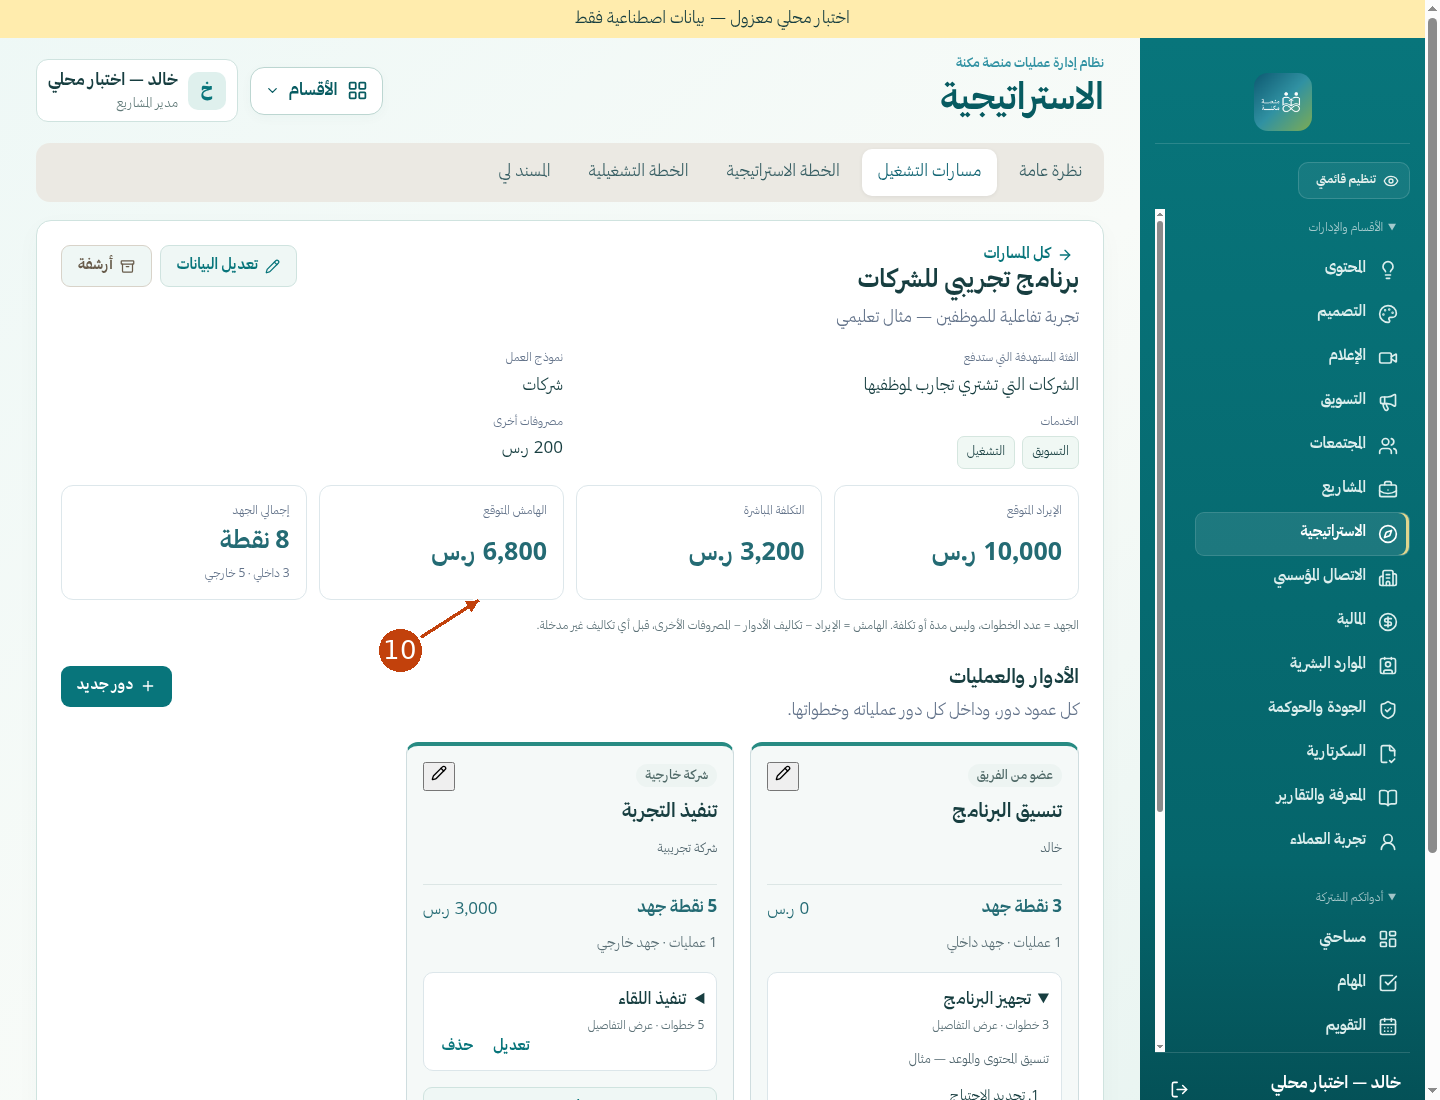 اختبار محلي معزول — بيانات اصطناعية فقط
نظام إدارة عمليات منصة مكنة
الاستراتيجية
الأقسام
خ
خالد — اختبار محلي
مدير المشاريع
نظرة عامة
مسارات التشغيل
الخطة الاستراتيجية
الخطة التشغيلية
المسند لي
كل المسارات
برنامج تجريبي للشركات
تجربة تفاعلية للموظفين — مثال تعليمي
تعديل البيانات
أرشفة
الفئة المستهدفة التي ستدفع
الشركات التي تشتري تجارب لموظفيها
نموذج العمل
شركات
الخدمات
التسويق
التشغيل
مصروفات أخرى
200 ر.س
الإيراد المتوقع
10,000 ر.س
التكلفة المباشرة
3,200 ر.س
الهامش المتوقع
6,800 ر.س
إجمالي الجهد
8 نقطة
3 داخلي · 5 خارجي
الجهد = عدد الخطوات، وليس مدة أو تكلفة. الهامش = الإيراد − تكاليف الأدوار − المصروفات الأخرى، قبل أي تكاليف غير مدخلة.
10
الأدوار والعمليات
كل عمود دور، وداخل كل دور عملياته وخطواتها.
دور جديد
عضو من الفريق
تنسيق البرنامج
خالد
3 نقطة جهد
0 ر.س
1 عمليات · جهد داخلي
تجهيز البرنامج
3 خطوات · عرض التفاصيل
تنسيق المحتوى والموعد — مثال
1. تحديد الاحتياج
شركة خارجية
تنفيذ التجربة
شركة تجريبية
5 نقطة جهد
3,000 ر.س
1 عمليات · جهد خارجي
تنفيذ اللقاء
5 خطوات · عرض التفاصيل
تعديل
حذف
منصة
مكنة
تنظيم قائمتي
الأقسام والإدارات
المحتوى
التصميم
الإعلام
التسويق
المجتمعات
المشاريع
الاستراتيجية
الاتصال المؤسسي
المالية
الموارد البشرية
الجودة والحوكمة
السكرتارية
المعرفة والتقارير
تجربة العملاء
أدواتكم المشتركة
مساحتي
المهام
التقويم
خالد — اختبار محلي